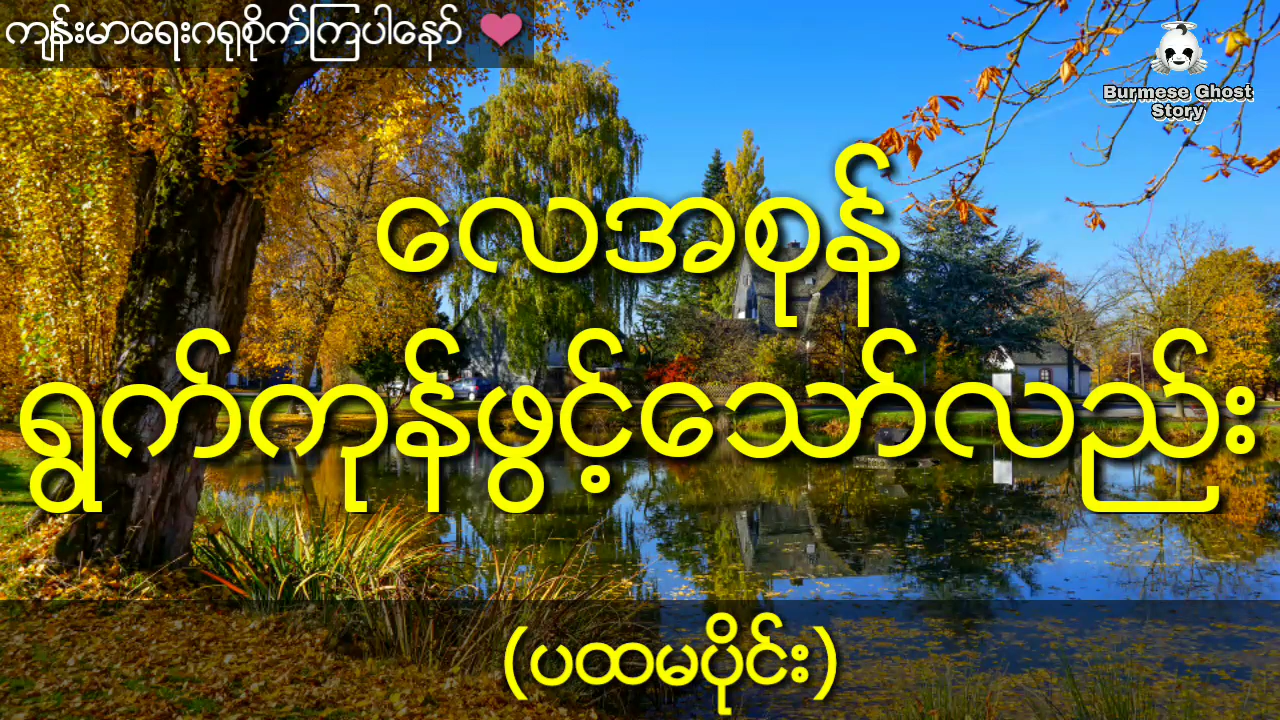 ကျန်းမာရေးဂရုစိုက်ကြပါနော် ❤
Burmese Ghost
Story
လေအစုန်
ရွက်ကုန်ဖွင့်သော်လည်း
(ပထမပိုင်း)